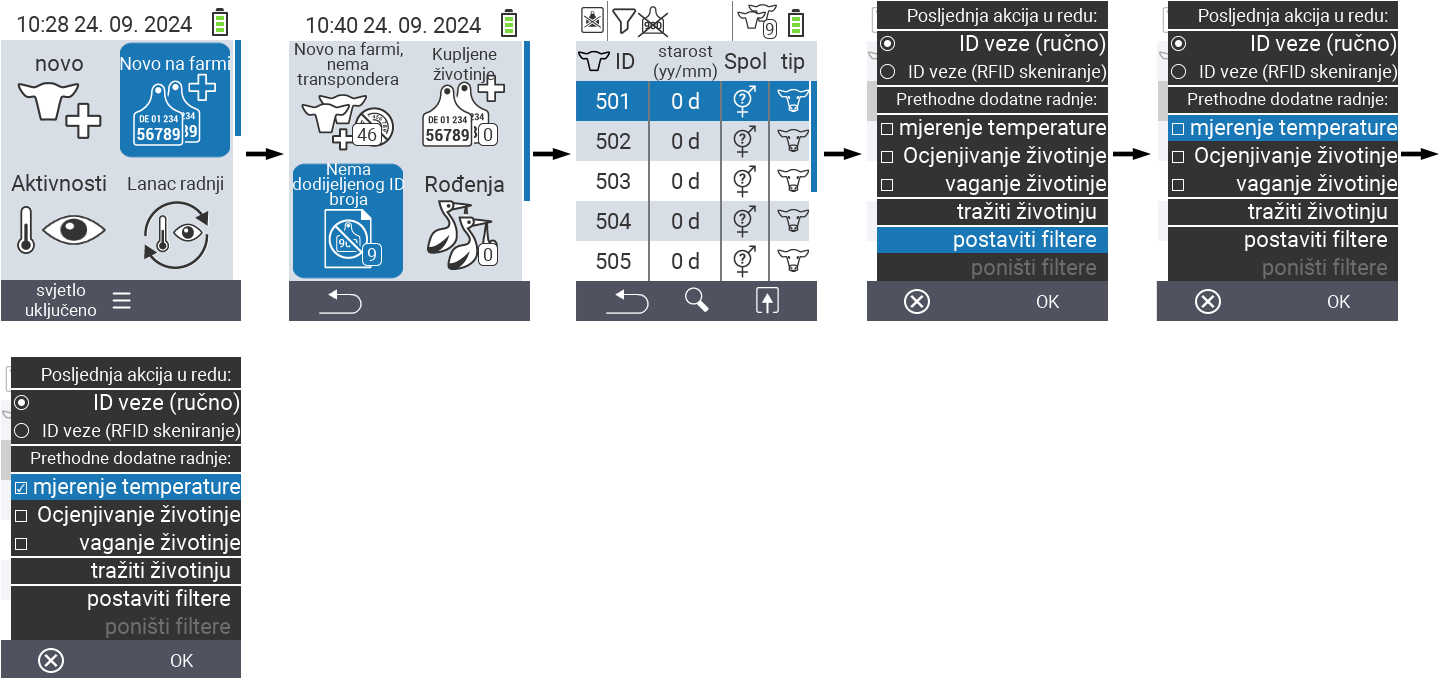 10:28 24. 09. 2024
novo
Novo na farmi
DE 01 234
56789
39
Aktivnosti
Lanac radnji
svjetlo
uključeno
10:40 24. 09. 2024
Novo na farmi,
nema
transpondera
46
Kupljene
životinje
DE 01 234
56789
0
Nema
dodijeljenog ID
broja
9
Rođenja
0
9
ID
starost
(yy/mm)
Spol
tip
501
0 d
502
0 d
503
0 d
504
0 d
505
0 d
Posljednja akcija u redu:
ID veze (ručno)
ID veze (RFID skeniranje)
Prethodne dodatne radnje:
mjerenje temperature
Ocjenjivanje životinje
vaganje životinje
tražiti životinju
postaviti filtere
poništi filtere
OK
Posljednja akcija u redu:
ID veze (ručno)
ID veze (RFID skeniranje)
Prethodne dodatne radnje:
mjerenje temperature
Ocjenjivanje životinje
vaganje životinje
tražiti životinju
postaviti filtere
poništi filtere
OK
Posljednja akcija u redu:
ID veze (ručno)
ID veze (RFID skeniranje)
Prethodne dodatne radnje:
mjerenje temperature
Ocjenjivanje životinje
vaganje životinje
tražiti životinju
postaviti filtere
poništi filtere
OK